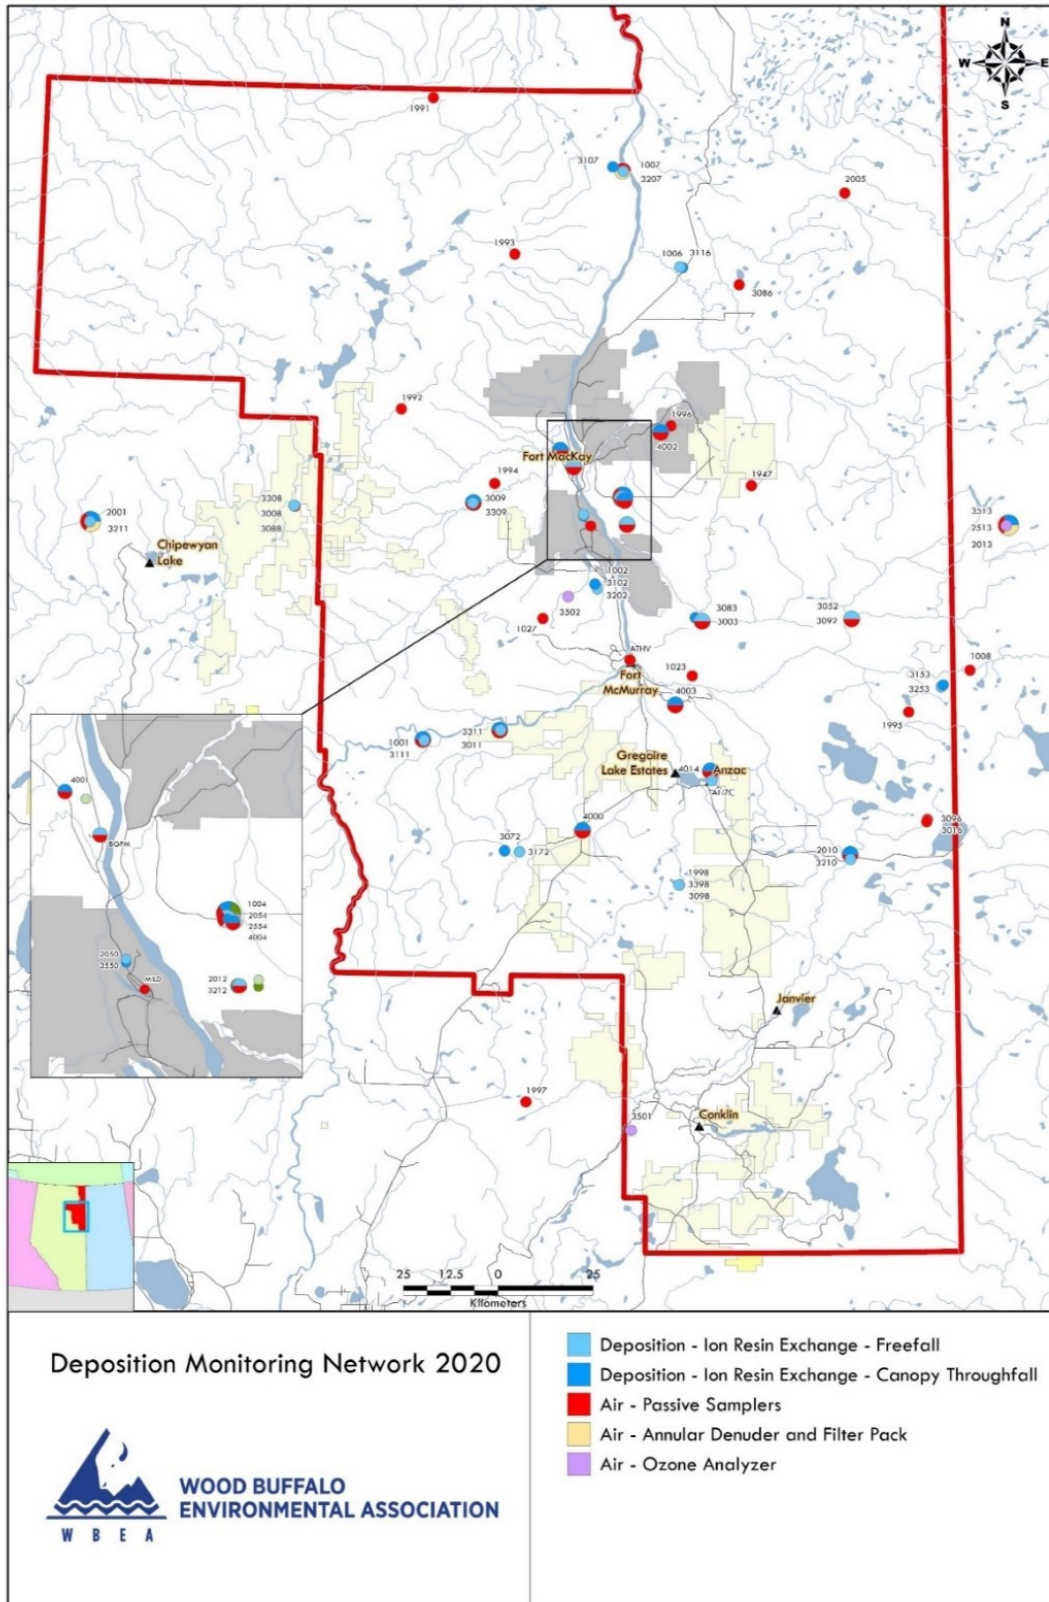 N
W E
S
1991
3107 1007
3207
2005
1993
1006 3116
3086
1992
1996
4002
Fort MacKay
1994
1947
3009
3309
3308
3008
3088
2001
3211
Chipewyan
Lake
3513
2513
2013
1002
3102
3202
3502
1027
3083
3003
3052
3092
ATHV
Fort
McMurray
1023
4003
1008
3153
3253
1995
3311
3011
1001
3111
Gregoire
Lake Estates
4014
Anzac
4000
3072
3172
3096
3016
2010
3210
1998
3398
3098
4001
BGPM
1004
2054
2554
4004
2050
3550
MILD
2012
3212
Janvier
1997
3501
Conklin
25 12.5 0 25
Kilometers
Deposition Monitoring Network 2020
WOOD BUFFALO
ENVIRONMENTAL ASSOCIATION
W B E A
Deposition - Ion Resin Exchange - Freefall
Deposition - Ion Resin Exchange - Canopy Throughfall
Air - Passive Samplers
Air - Annular Denuder and Filter Pack
Air - Ozone Analyzer